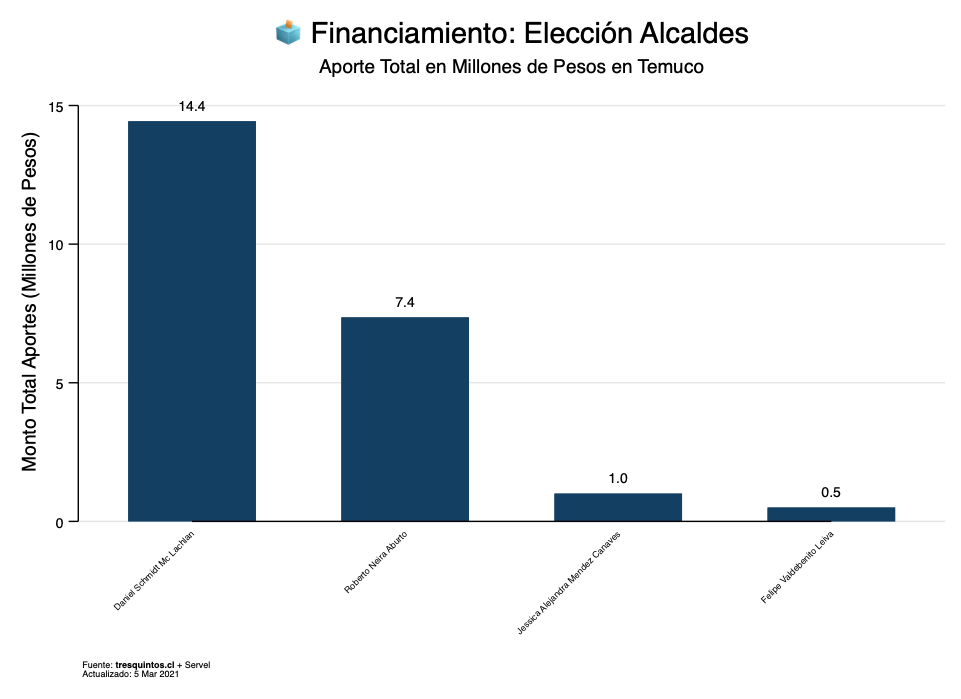 Financiamiento: Elección Alcaldes
Aporte Total en Millones de Pesos en Temuco
Monto Total Aportes (Millones de Pesos)
15
10
5
0
14.4
7.4
1.0
0.5
Daniel Schmidt Mc Lachlan
Roberto Neira Aburto
Jessica Alejandra Mendez Canaves
Felipe Valdebenito Leiva
Fuente: tresquintos.cl + Servel
Actualizado: 5 Mar 2021